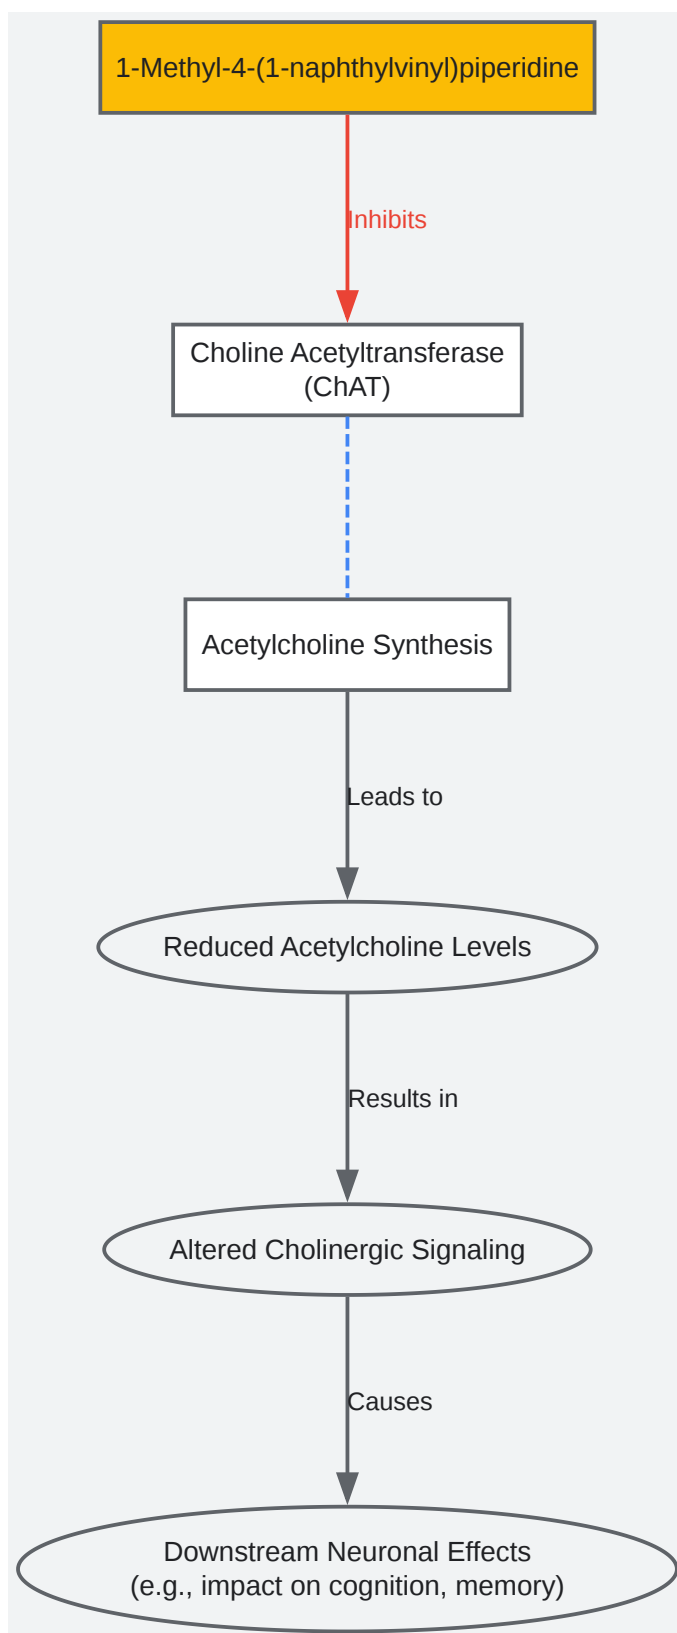 1-Methyl-4-(1-naphthylvinyl)piperidine
Inhibits
Choline Acetyltransferase
(ChAT)
Acetylcholine Synthesis
Leads to
Reduced Acetylcholine Levels
Results in
Altered Cholinergic Signaling
Causes
Downstream Neuronal Effects
(e.g., impact on cognition, memory)